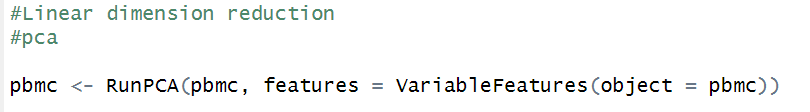 #Linear dimension reduction
#pca
pbmc <- RunPCA(pbmc, features = VariableFeatures(object = pbmc))